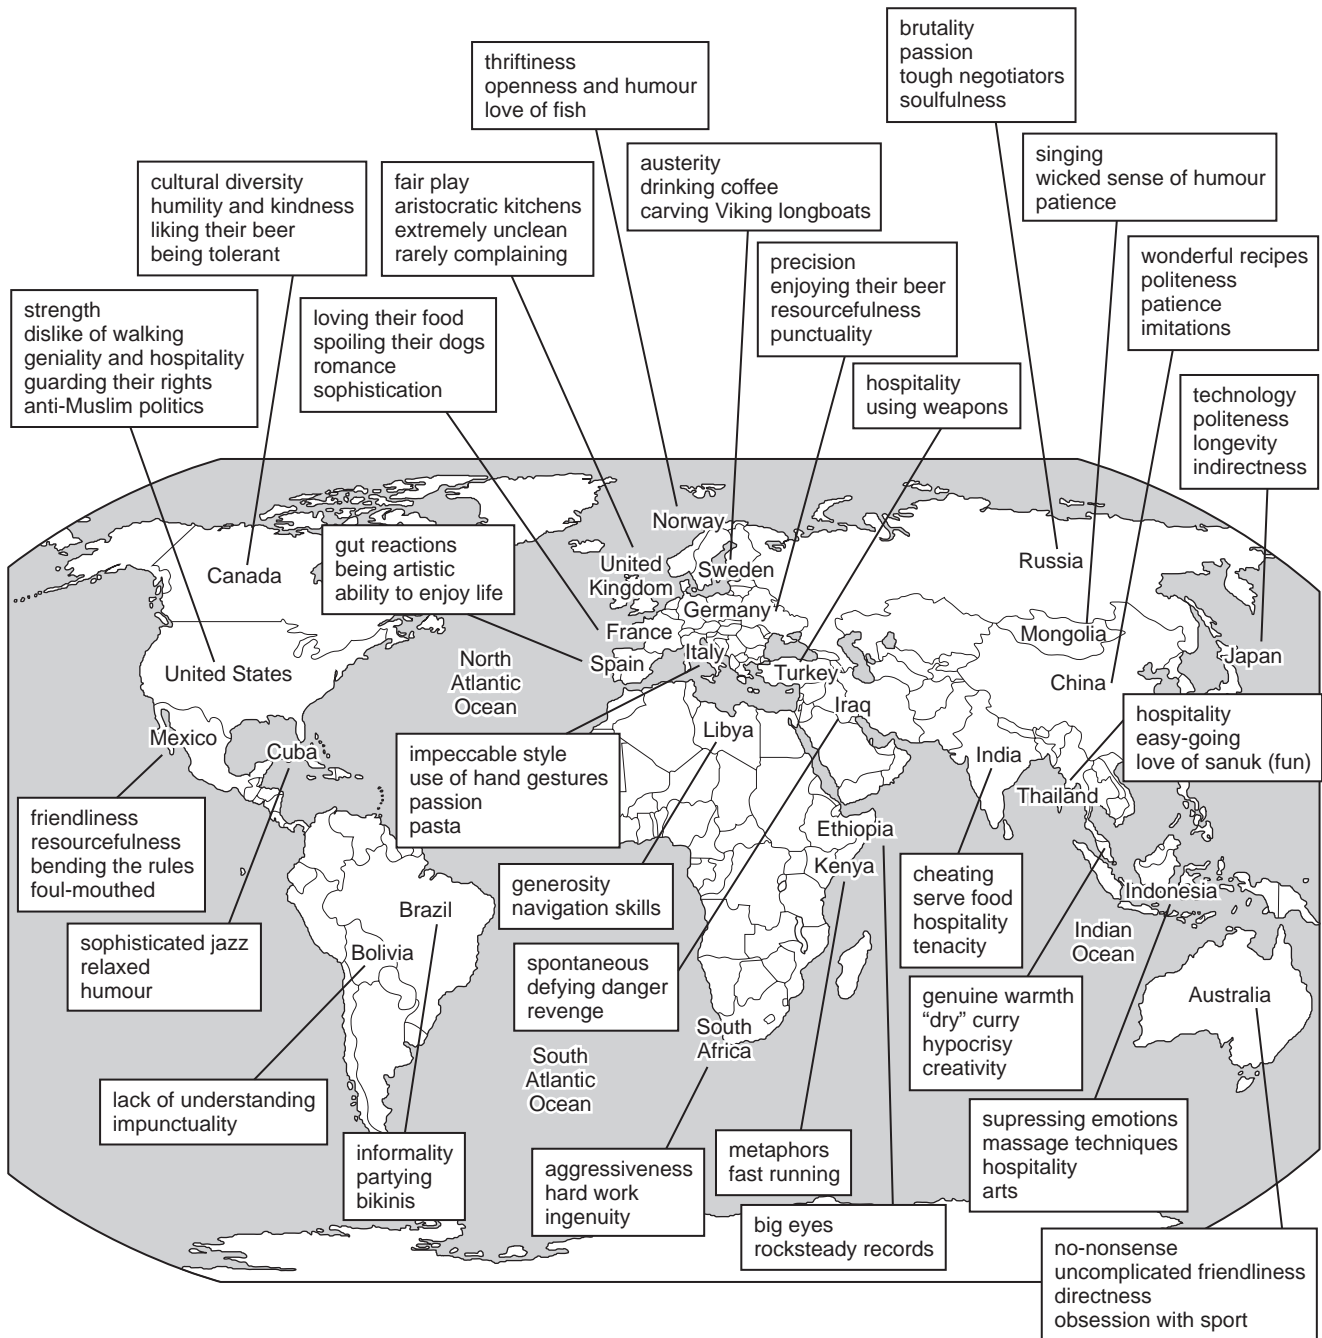 brutality
passion
tough negotiators
soulfulness
thriftiness
openness and humour
love of fish
singing
wicked sense of humour
patience
austerity
drinking coffee
carving Viking longboats
cultural diversity
humility and kindness
liking their beer
being tolerant
fair play
aristocratic kitchens
extremely unclean
rarely complaining
wonderful recipes
politeness
patience
imitations
precision
enjoying their beer
resourcefulness
punctuality
strength
dislike of walking
geniality and hospitality
guarding their rights
anti-Muslim politics
loving their food
spoiling their dogs
romance
sophistication
hospitality
using weapons
technology
politeness
longevity
indirectness
gut reactions
being artistic
ability to enjoy life
Norway
Canada
United
Kingdom
Sweden
Russia
Germany
France
Mongolia
Italy
Spain
Japan
United States
North
Atlantic
Ocean
Turkey
China
Iraq
Mexico
Cuba
Libya
India
Thailand
hospitality
easy-going
love of sanuk (fun)
impeccable style
use of hand gestures
passion
pasta
friendliness
resourcefulness
bending the rules
foul-mouthed
Ethiopia
Kenya
generosity
navigation skills
cheating
serve food
hospitality
tenacity
Indonesia
Brazil
Bolivia
sophisticated jazz
relaxed
humour
Indian
Ocean
spontaneous
defying danger
revenge
genuine warmth
“dry” curry
hypocrisy
creativity
Australia
South
Africa
South
Atlantic
Ocean
lack of understanding
impunctuality
supressing emotions
massage techniques
hospitality
arts
informality
partying
bikinis
aggressiveness
hard work
ingenuity
metaphors
fast running
big eyes
rocksteady records
no-nonsense
uncomplicated friendliness
directness
obsession with sport